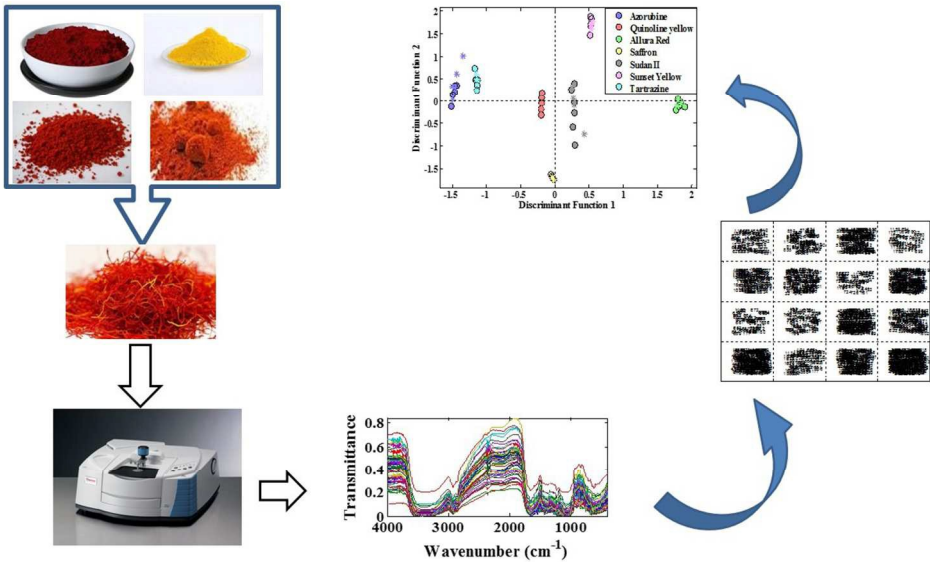 2
1.5
1
0.5
0
-0.5
-1
-1.5
Discriminant Function 2
-1.5 -1 -0.5 0 0.5 1 1.5 2
Discriminant Function 1
Azorubine
Quinoline yellow
Allura Red
Saffron
Sudan II
Sunset Yellow
Tartrazine
0.8
0.6
0.4
0.2
0
Transmittance
4000 3000 2000 1000
Wavenumber (cm⁻¹)